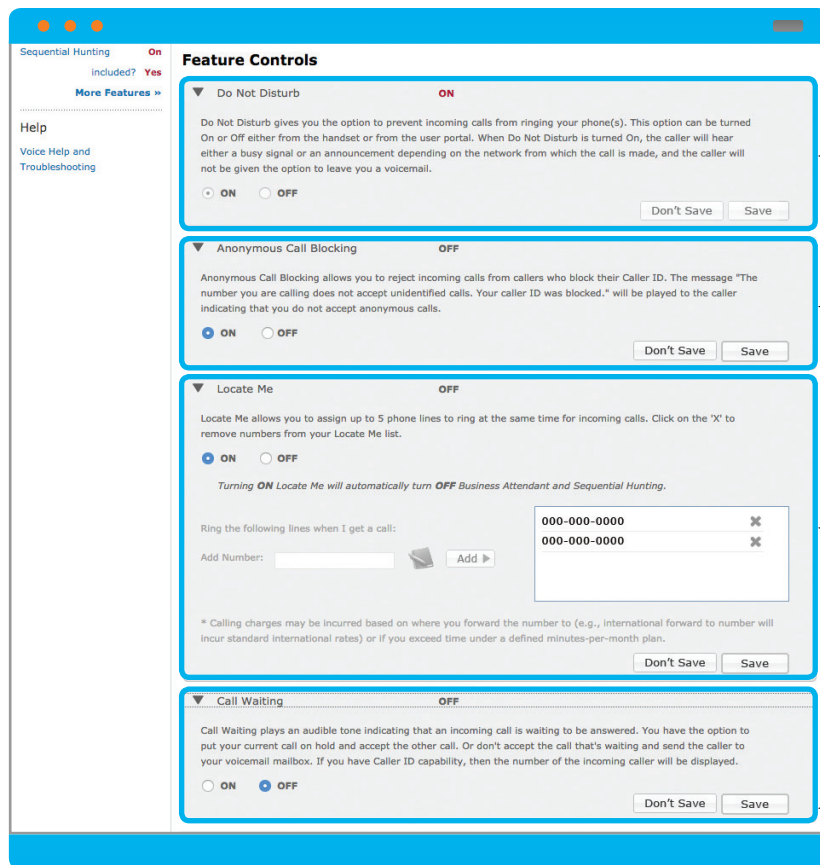 Sequential Hunting On
included? Yes
More Features »
Help
Voice Help and
Troubleshooting
Feature Controls
Do Not Disturb ON
Do Not Disturb gives you the option to prevent incoming calls from ringing your phone(s). This option can be turned
On or Off either from the handset or from the user portal. When Do Not Disturb is turned On, the caller will hear
either a busy signal or an announcement depending on the network from which the call is made, and the caller will
not be given the option to leave you a voicemail.
ON OFF
Don't Save Save
Anonymous Call Blocking OFF
Anonymous Call Blocking allows you to reject incoming calls from callers who block their Caller ID. The message "The
number you are calling does not accept unidentified calls. Your caller ID was blocked." will be played to the caller
indicating that you do not accept anonymous calls.
ON OFF
Don't Save Save
Locate Me OFF
Locate Me allows you to assign up to 5 phone lines to ring at the same time for incoming calls. Click on the 'X' to
remove numbers from your Locate Me list.
ON OFF
Turning ON Locate Me will automatically turn OFF Business Attendant and Sequential Hunting.
Ring the following lines when I get a call:
Add Number: Add
000-000-0000
000-000-0000
* Calling charges may be incurred based on where you forward the number to (e.g., international forward to number will
incur standard international rates) or if you exceed time under a defined minutes-per-month plan.
Don't Save Save
Call Waiting OFF
Call Waiting plays an audible tone indicating that an incoming call is waiting to be answered. You have the option to
put your current call on hold and accept the other call. Or don't accept the call that's waiting and send the caller to
your voicemail mailbox. If you have Caller ID capability, then the number of the incoming caller will be displayed.
ON OFF
Don't Save Save